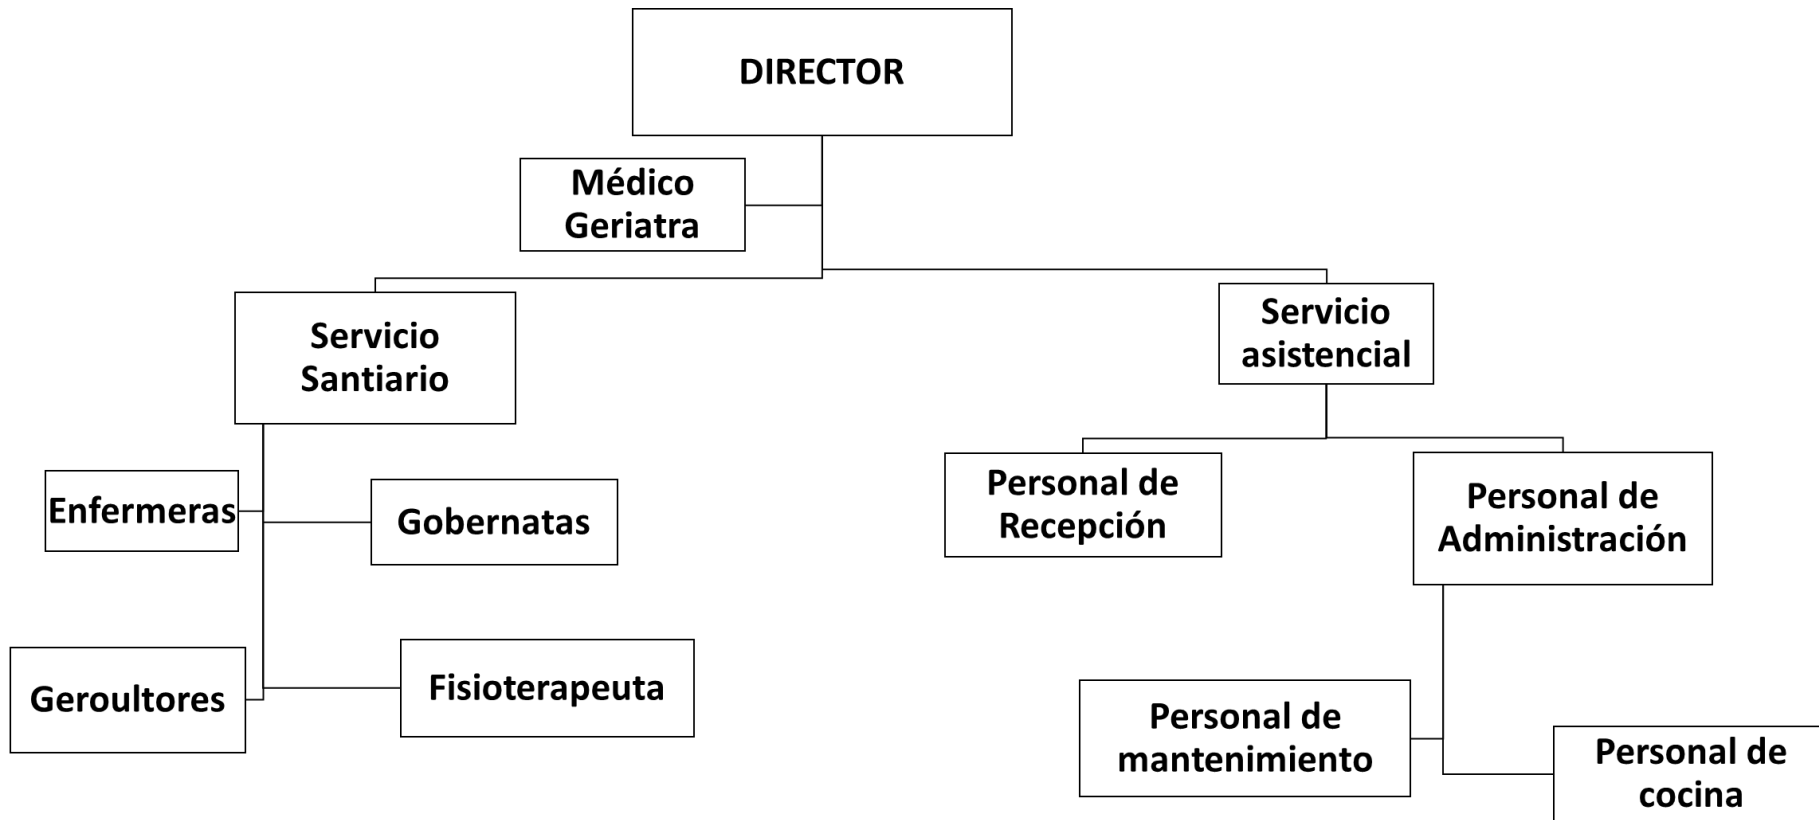 DIRECTOR
Médico
Geriatra
Servicio
Santiario
Servicio
asistencial
Enfermeras
Gobernatas
Personal de
Recepción
Personal de
Administración
Geroultores
Fisioterapeuta
Personal de
mantenimiento
Personal de
cocina